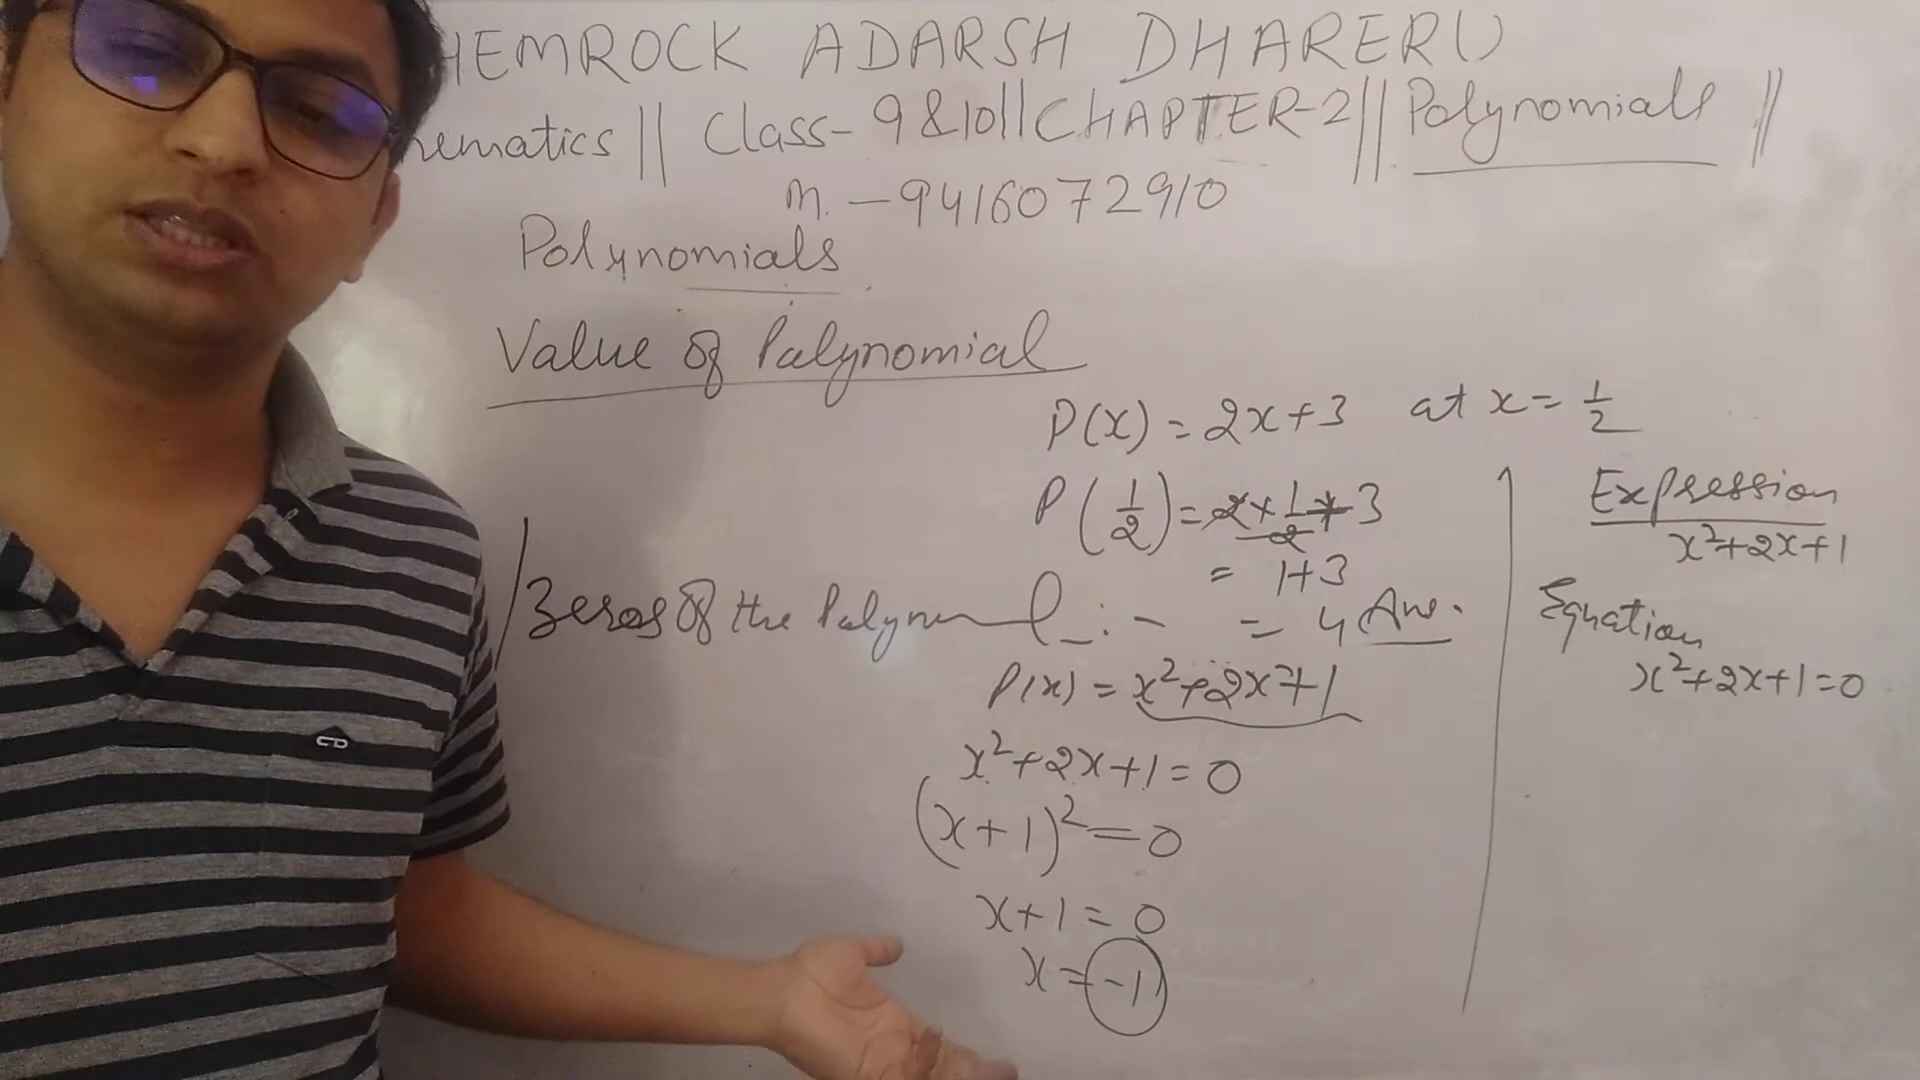 HEMROCK ADARSH DHARERU
hematics || Class- 9 & 10 || CHAPTER-2 || Polynomials ||
m. - 9416072910
Polynomials
Value of Polynomial
P(x) = 2x+3 at x = 1/2
P(1/2) = 2×1/2+3
= 1+3
= 4 Ans.
Zeros of the Polynomial :-
P(x) = x²+2x+1
x²+2x+1=0
(x+1)²=0
x+1=0
x=-1
Expression
x²+2x+1
Equation
x²+2x+1=0